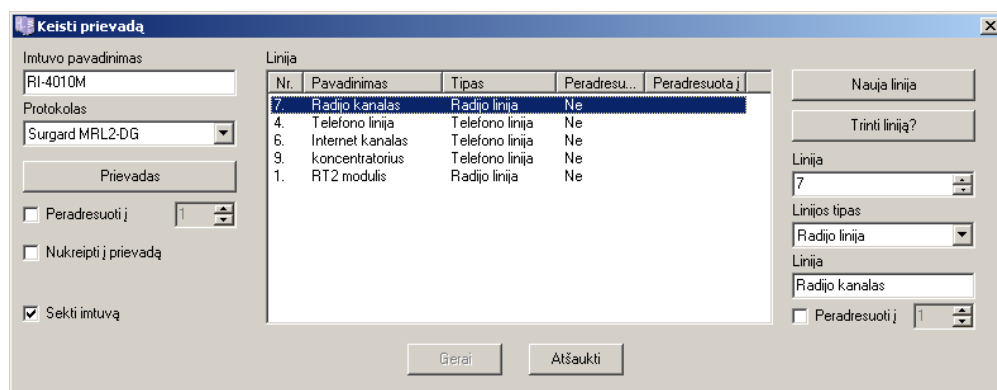 Keisti prievadą
Imtuvo pavadinimas
RI-4010M
Protokolas
Surgard MRL2-DG
Prievadas
Peradresuoti į 1
Nukreipti į prievadą
Sekti imtuvą
Linija
Nr. Pavadinimas Tipas Peradresu... Peradresuota į
7. Radijo kanalas Radijo linija Ne
4. Telefono linija Telefono linija Ne
6. Internet kanalas Telefono linija Ne
9. koncentratorius Telefono linija Ne
1. RT2 modulis Radijo linija Ne
Nauja linija
Trinti liniją?
Linija
7
Linijos tipas
Radijo linija
Linija
Radijo kanalas
Peradresuoti į 1
Gerai Atšaukti